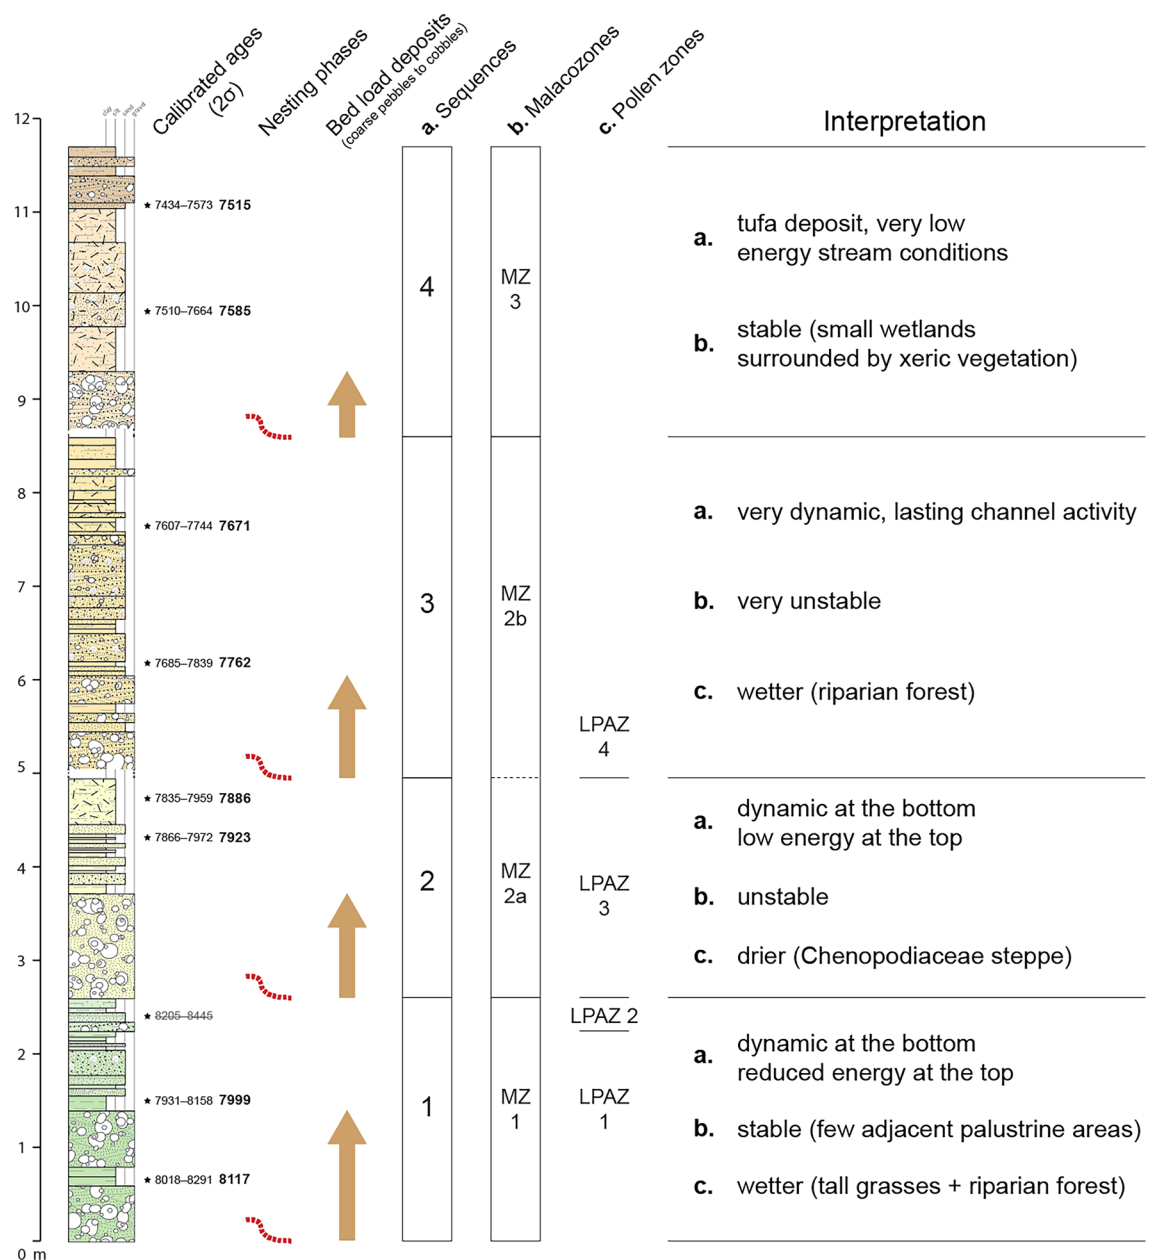 Calibrated ages
(2σ)
Nesting phases
Bed load deposits
(coarse pebbles to cobbles)
a. Sequences
b. Malacozones
c. Pollen zones
Interpretation
clay
silt
sand
gravel
12
11
10
9
8
7
6
5
4
3
2
1
0 m
★ 7434–7573 7515
★ 7510–7664 7585
★ 7607–7744 7671
★ 7685–7839 7762
★ 7835–7959 7886
★ 7866–7972 7923
★ 8205–8445
★ 7931–8158 7999
★ 8018–8291 8117
4
3
2
1
MZ
3
MZ
2b
MZ
2a
MZ
1
LPAZ
4
LPAZ
3
LPAZ 2
LPAZ
1
a. tufa deposit, very low
energy stream conditions
b. stable (small wetlands
surrounded by xeric vegetation)
a. very dynamic, lasting channel activity
b. very unstable
c. wetter (riparian forest)
a. dynamic at the bottom
low energy at the top
b. unstable
c. drier (Chenopodiaceae steppe)
a. dynamic at the bottom
reduced energy at the top
b. stable (few adjacent palustrine areas)
c. wetter (tall grasses + riparian forest)